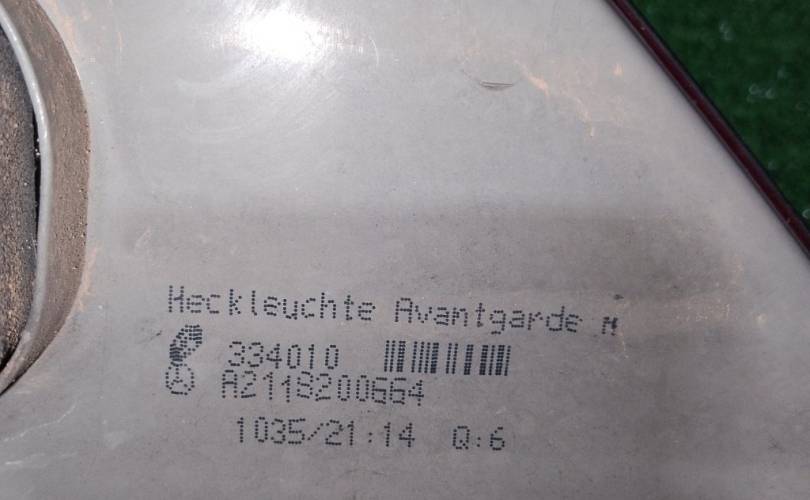 Heckleuchte Avantgarde M
334010
A2118200664
1035/21:14 Q:6